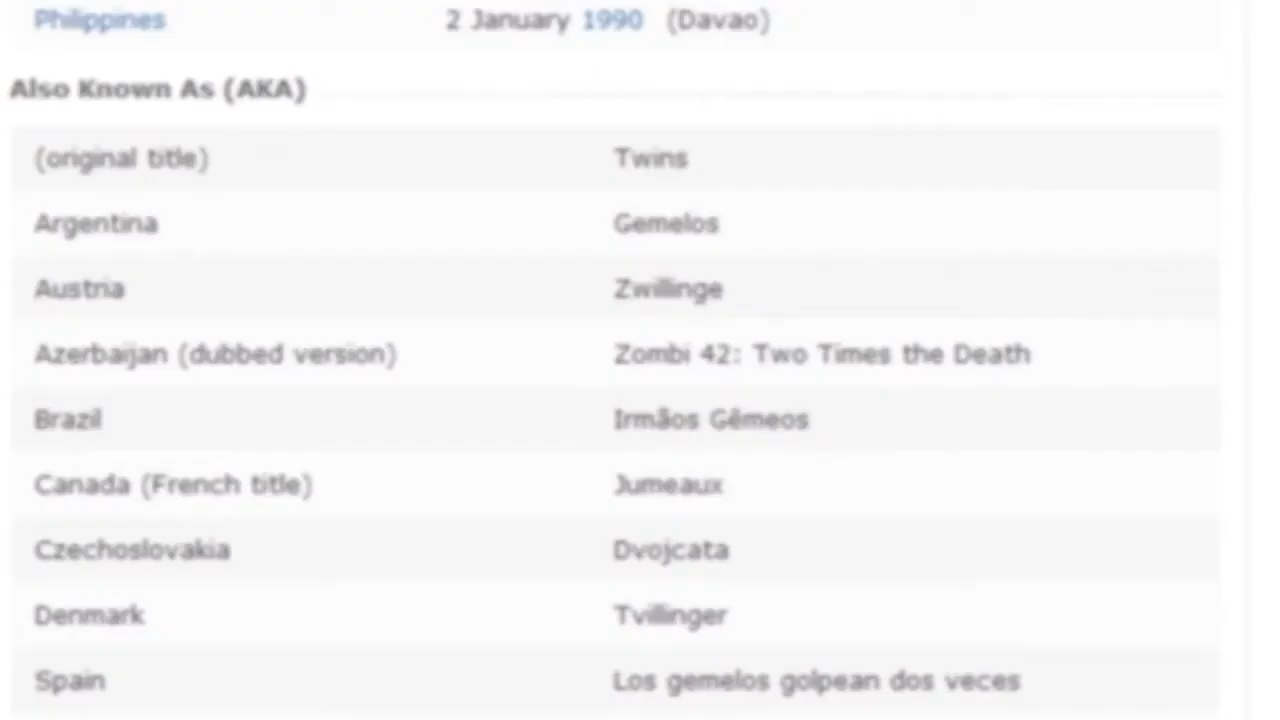 Philippines 2 January 1990 (Davao)
Also Known As (AKA)
(original title) Twins
Argentina Gemelos
Austria Zwillinge
Azerbaijan (dubbed version) Zombi 42: Two Times the Death
Brazil Irmãos Gêmeos
Canada (French title) Jumeaux
Czechoslovakia Dvojcata
Denmark Tvillinger
Spain Los gemelos golpean dos veces